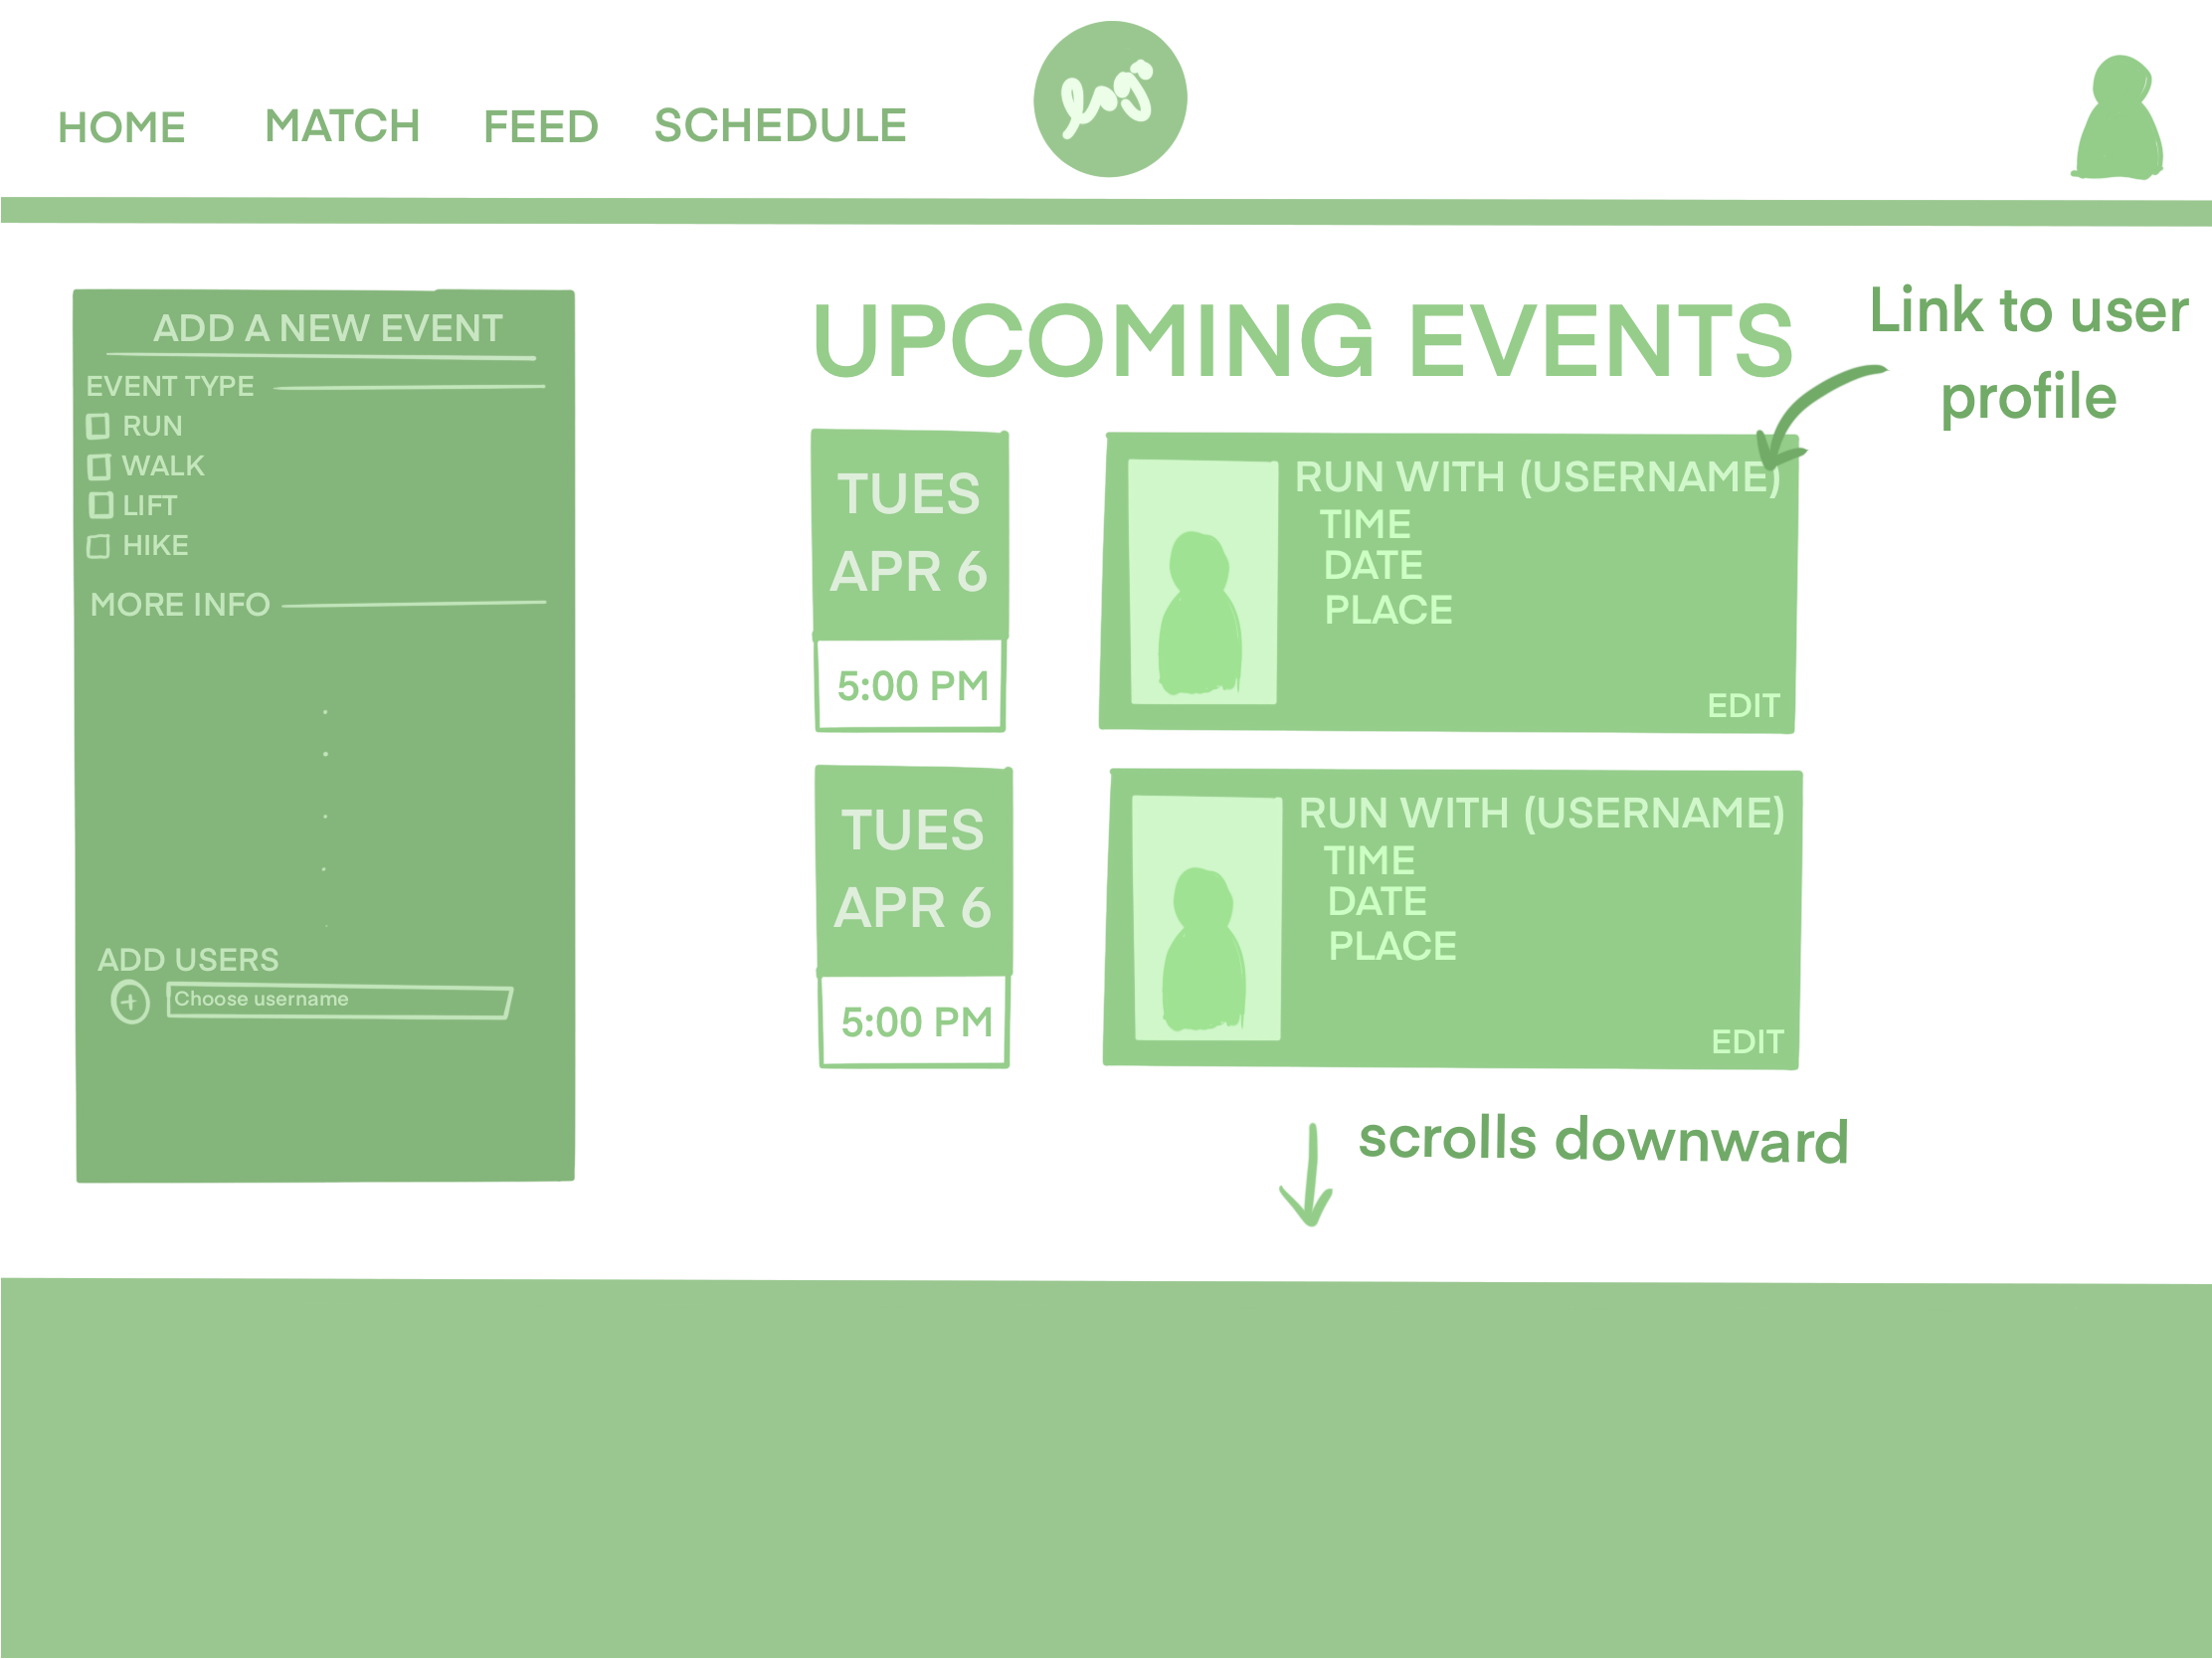 HOME MATCH FEED SCHEDULE
ADD A NEW EVENT
EVENT TYPE
RUN
WALK
LIFT
HIKE
MORE INFO
ADD USERS
+ Choose username
UPCOMING EVENTS
Link to user
profile
TUES
APR 6
5:00 PM
RUN WITH (USERNAME)
TIME
DATE
PLACE
EDIT
TUES
APR 6
5:00 PM
RUN WITH (USERNAME)
TIME
DATE
PLACE
EDIT
scrolls downward